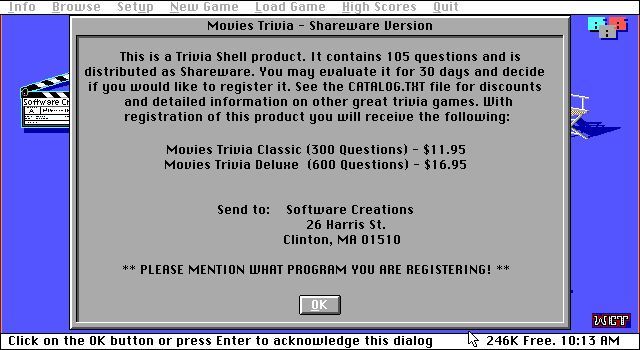 Info Browse Setup New Game Load Game High Scores Quit
Movies Trivia - Shareware Version
This is a Trivia Shell product. It contains 105 questions and is
distributed as Shareware. You may evaluate it for 30 days and decide
if you would like to register it. See the CATALOG.TXT file for discounts
and detailed information on other great trivia games. With
registration of this product you will receive the following:
Movies Trivia Classic (300 Questions) - $11.95
Movies Trivia Deluxe (600 Questions) - $16.95
Send to: Software Creations
26 Harris St.
Clinton, MA 01510
** PLEASE MENTION WHAT PROGRAM YOU ARE REGISTERING! **
OK
Software Cre
WGT
Click on the OK button or press Enter to acknowledge this dialog 246K Free. 10:13 AM